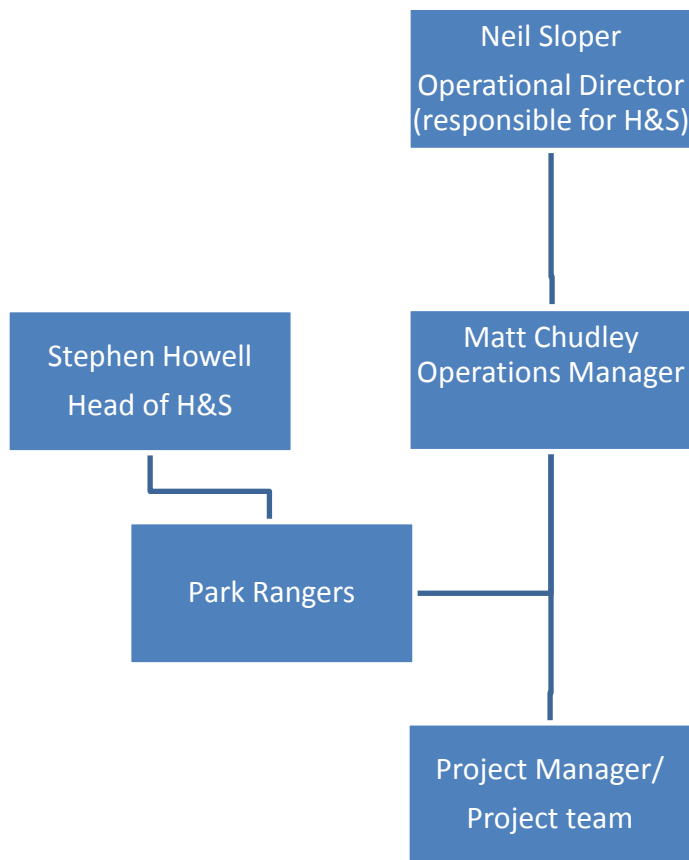 Neil Sloper
Operational Director
(responsible for H&S)
Stephen Howell
Head of H&S
Matt Chudley
Operations Manager
Park Rangers
Project Manager/
Project team